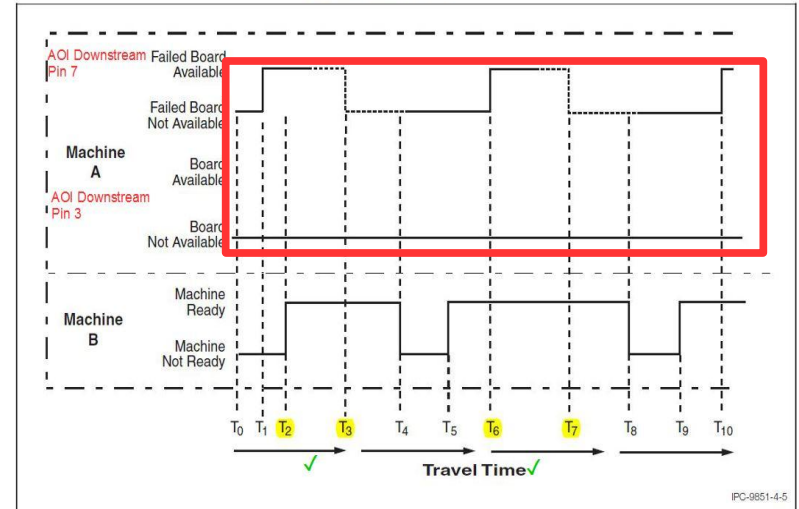 AOI Downstream
Pin 7
Failed Board
Available
Failed Board
Not Available
Machine
A
Board
Available
AOI Downstream
Pin 3
Board
Not Available
Machine
Ready
Machine
B
Machine
Not Ready
T0 T1 T2 T3 T4 T5 T6 T7 T8 T9 T10
Travel Time
IPC-9851-4-5